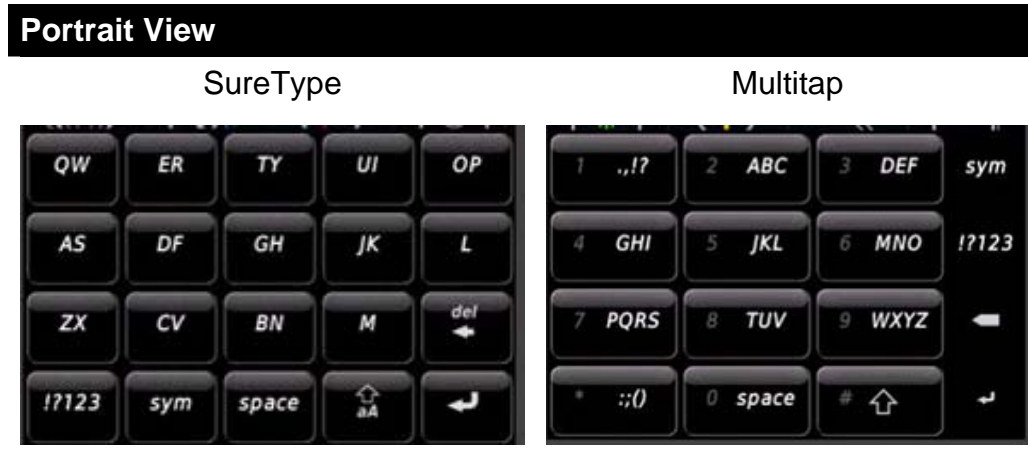 Portrait View
SureType
Multitap
QW ER TY UI OP
AS DF GH JK L
ZX CV BN M del
!?123 sym space aA
1 .,!? 2 ABC 3 DEF sym
4 GHI 5 JKL 6 MNO !?123
7 PQRS 8 TUV 9 WXYZ
* :;() 0 space #